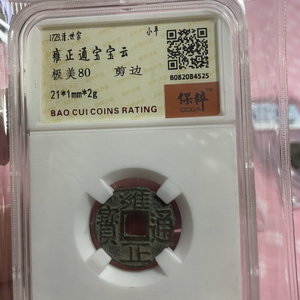 1723.清.世宗 小平
雍正通宝宝云
极美80 剪边
21*1mm*2g
BAO CUI COINS RATING
B0B20B4525
保粹
雍正通寶